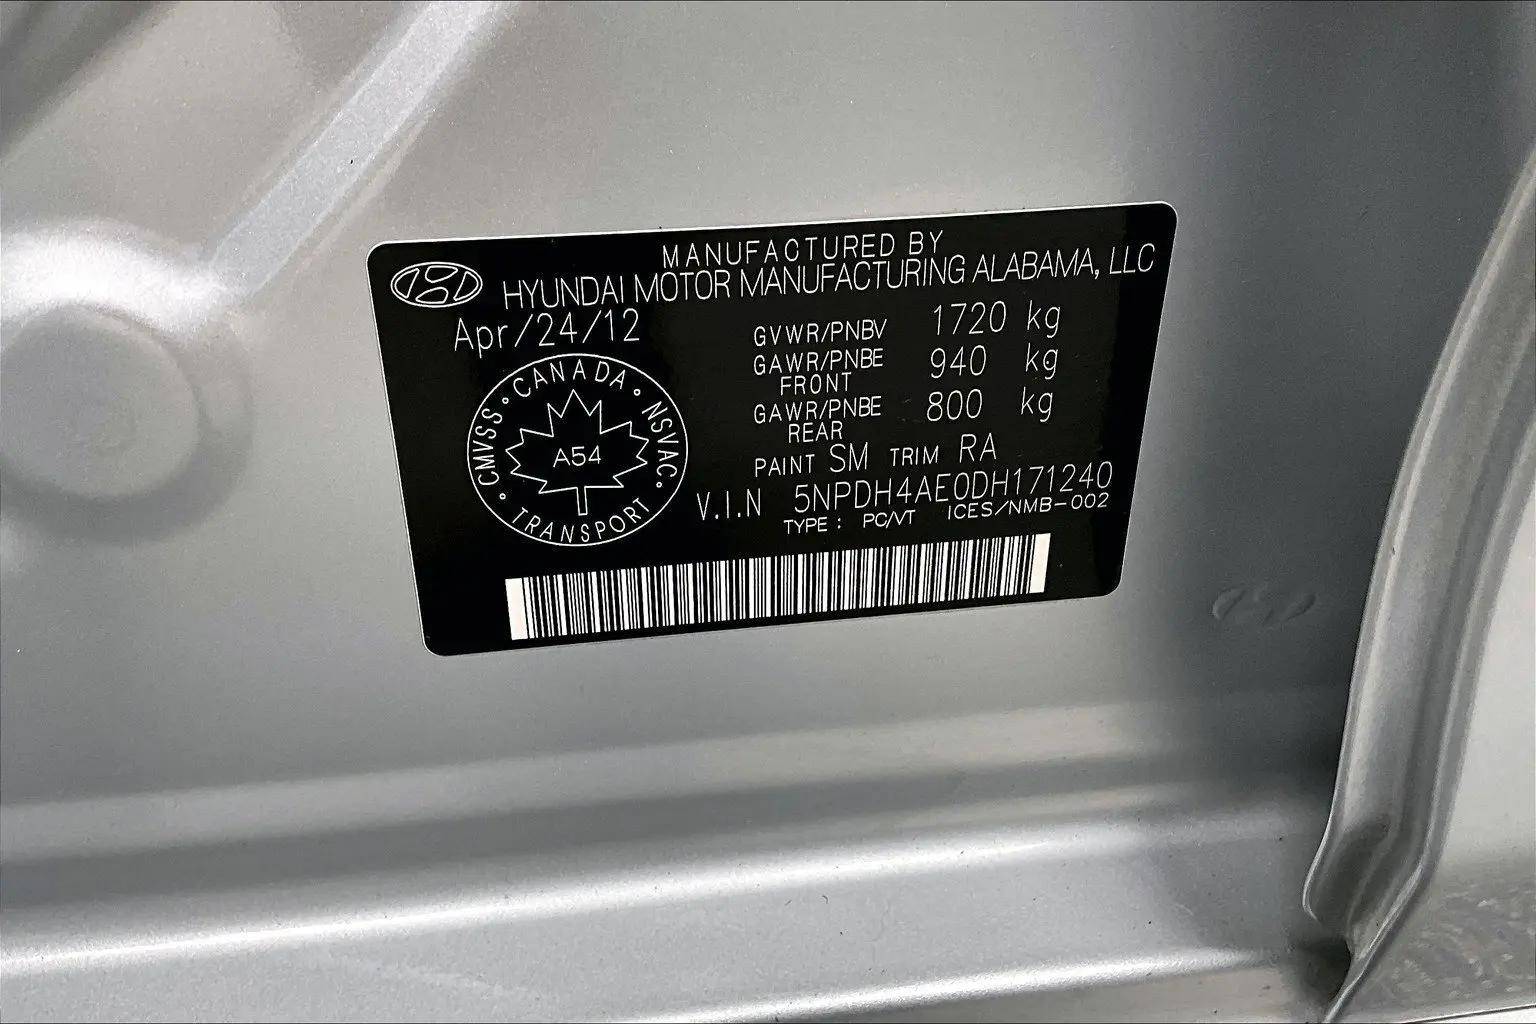 MANUFACTURED BY
HYUNDAI MOTOR MANUFACTURING ALABAMA, LLC
Apr/24/12
GVWR/PNBV 1720 kg
GAWR/PNBE FRONT 940 kg
GAWR/PNBE REAR 800 kg
CMVSS • CANADA • NSVAC • TRANSPORT •
A54
PAINT SM TRIM RA
V.I.N 5NPDH4AE0DH171240
TYPE : PC/VT ICES/NMB-002